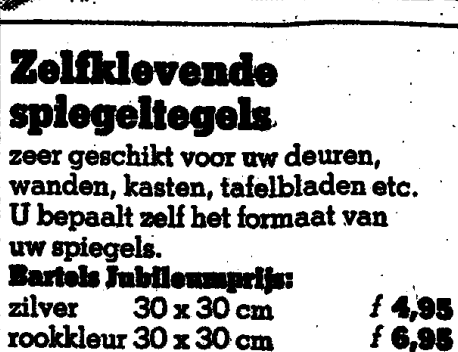 Zelfklevende
spiegeltegels
zeer geschikt voor uw deuren,
wanden, kasten, tafelbladen etc.
U bepaalt zelf het formaat van
uw spiegels.
Bartels Jubileumprijs:
zilver 30 x 30 cm f 4,95
rookkleur 30 x 30 cm f 6,95